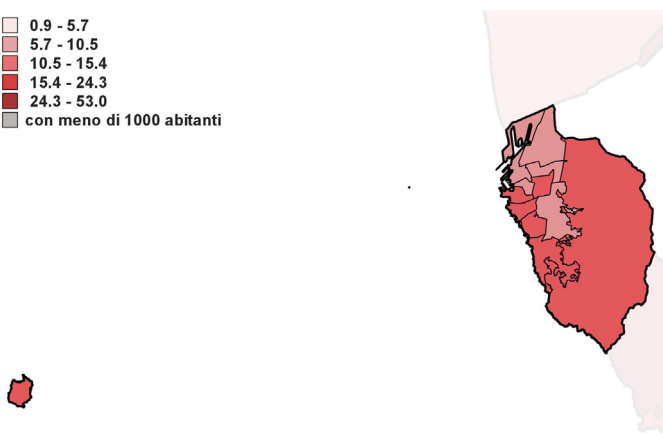 0.9 - 5.7
5.7 - 10.5
10.5 - 15.4
15.4 - 24.3
24.3 - 53.0
con meno di 1000 abitanti